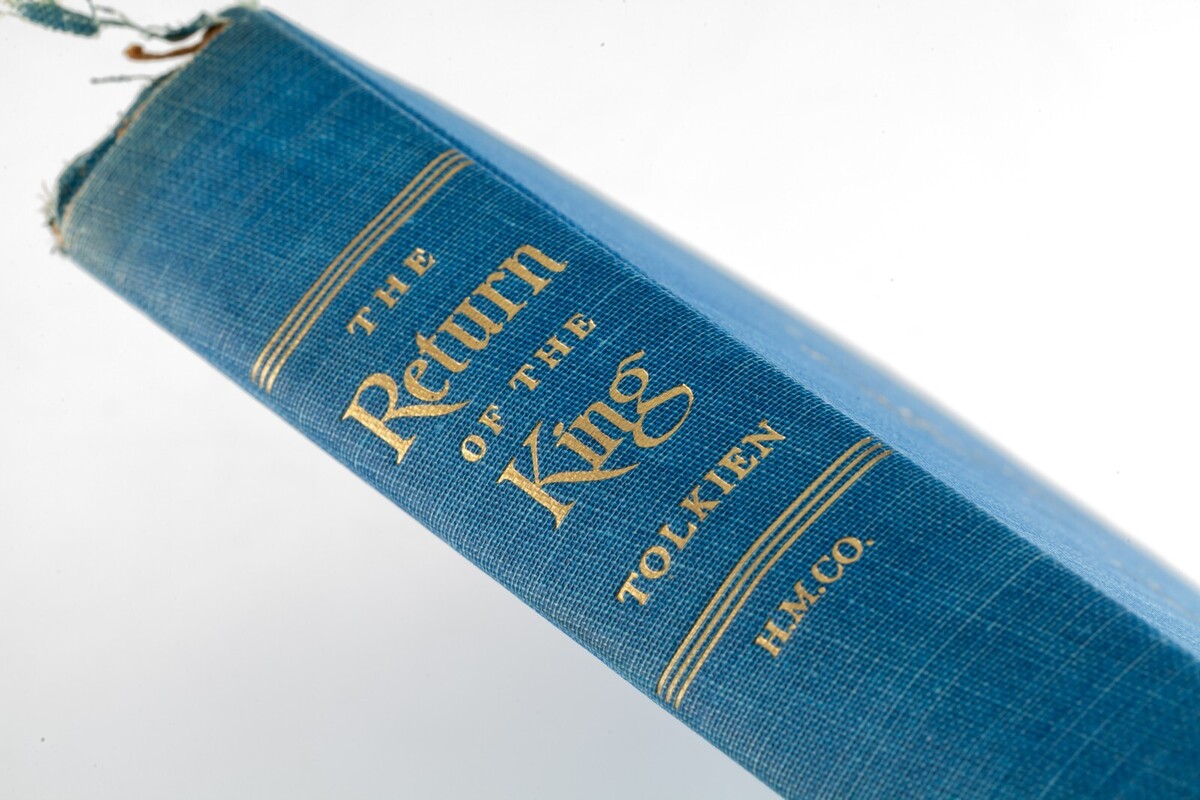 THE
Return
OF THE
King
TOLKIEN
H.M.CO.